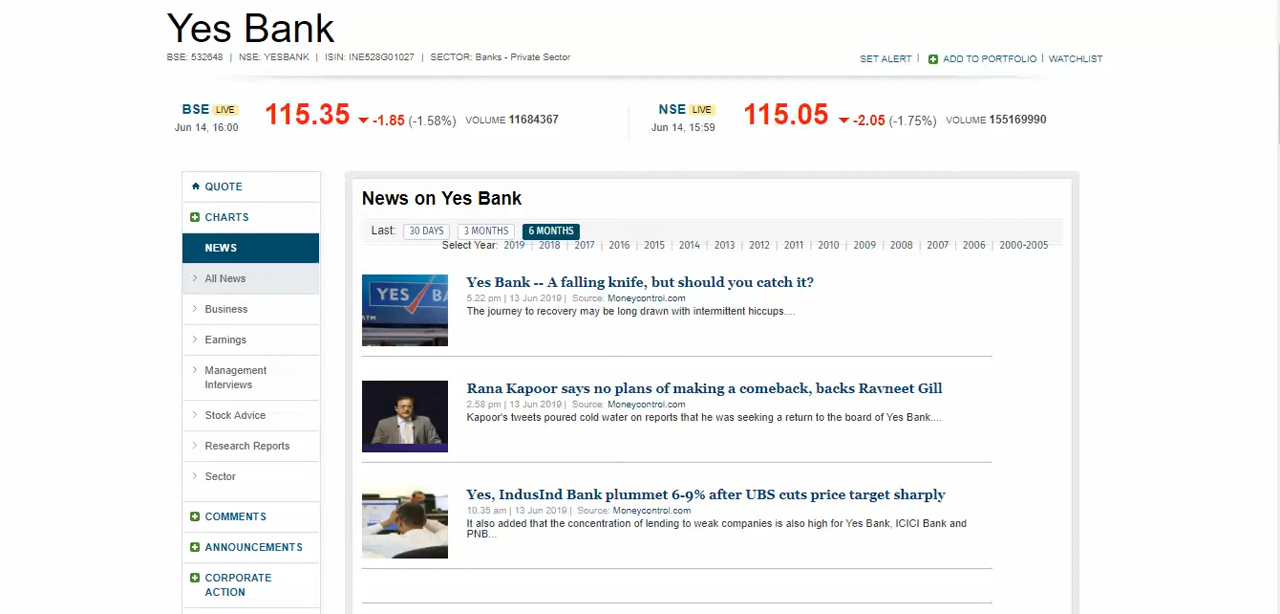 Yes Bank
BSE: 532648 | NSE: YESBANK | ISIN: INE528G01027 | SECTOR: Banks - Private Sector
SET ALERT | ADD TO PORTFOLIO | WATCHLIST
BSE LIVE
Jun 14, 16:00
115.35 -1.85 (-1.58%) VOLUME 11684367
NSE LIVE
Jun 14, 15:59
115.05 -2.05 (-1.75%) VOLUME 155169990
QUOTE
CHARTS
NEWS
All News
Business
Earnings
Management
Interviews
Stock Advice
Research Reports
Sector
COMMENTS
ANNOUNCEMENTS
CORPORATE
ACTION
News on Yes Bank
Last: 30 DAYS 3 MONTHS 6 MONTHS
Select Year: 2019 | 2018 | 2017 | 2016 | 2015 | 2014 | 2013 | 2012 | 2011 | 2010 | 2009 | 2008 | 2007 | 2006 | 2000-2005
YES BA
Yes Bank -- A falling knife, but should you catch it?
5.22 pm | 13 Jun 2019 | Source: Moneycontrol.com
The journey to recovery may be long drawn with intermittent hiccups....
Rana Kapoor says no plans of making a comeback, backs Ravneet Gill
2.58 pm | 13 Jun 2019 | Source: Moneycontrol.com
Kapoor's tweets poured cold water on reports that he was seeking a return to the board of Yes Bank....
Yes, IndusInd Bank plummet 6-9% after UBS cuts price target sharply
10.35 am | 13 Jun 2019 | Source: Moneycontrol.com
It also added that the concentration of lending to weak companies is also high for Yes Bank, ICICI Bank and
PNB...